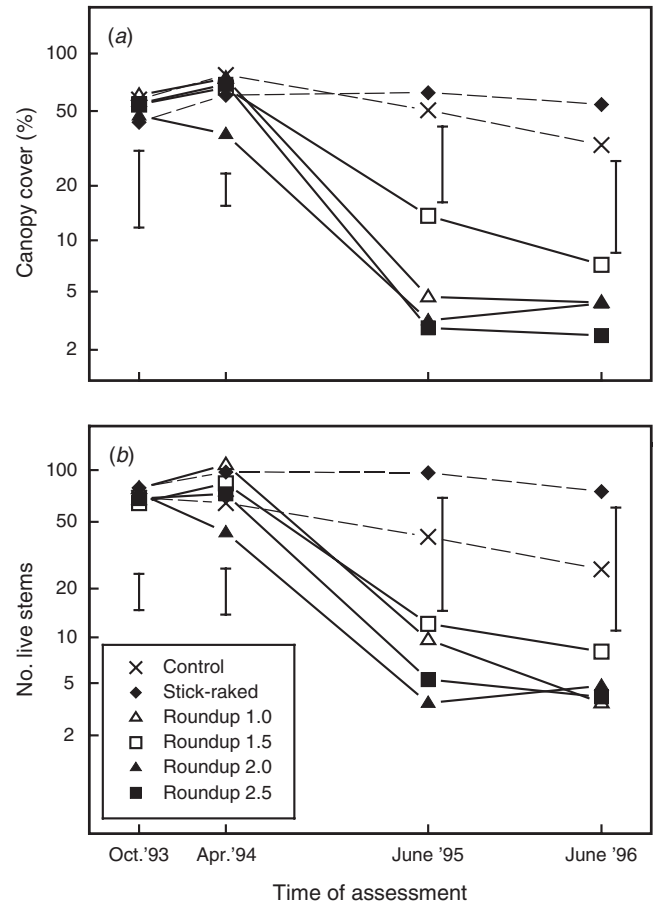 (a)
100
50
20
10
5
2
Canopy cover (%)
(b)
100
50
20
10
5
2
No. live stems
Control
Stick-raked
Roundup 1.0
Roundup 1.5
Roundup 2.0
Roundup 2.5
Oct.'93 Apr.'94 June '95 June '96
Time of assessment